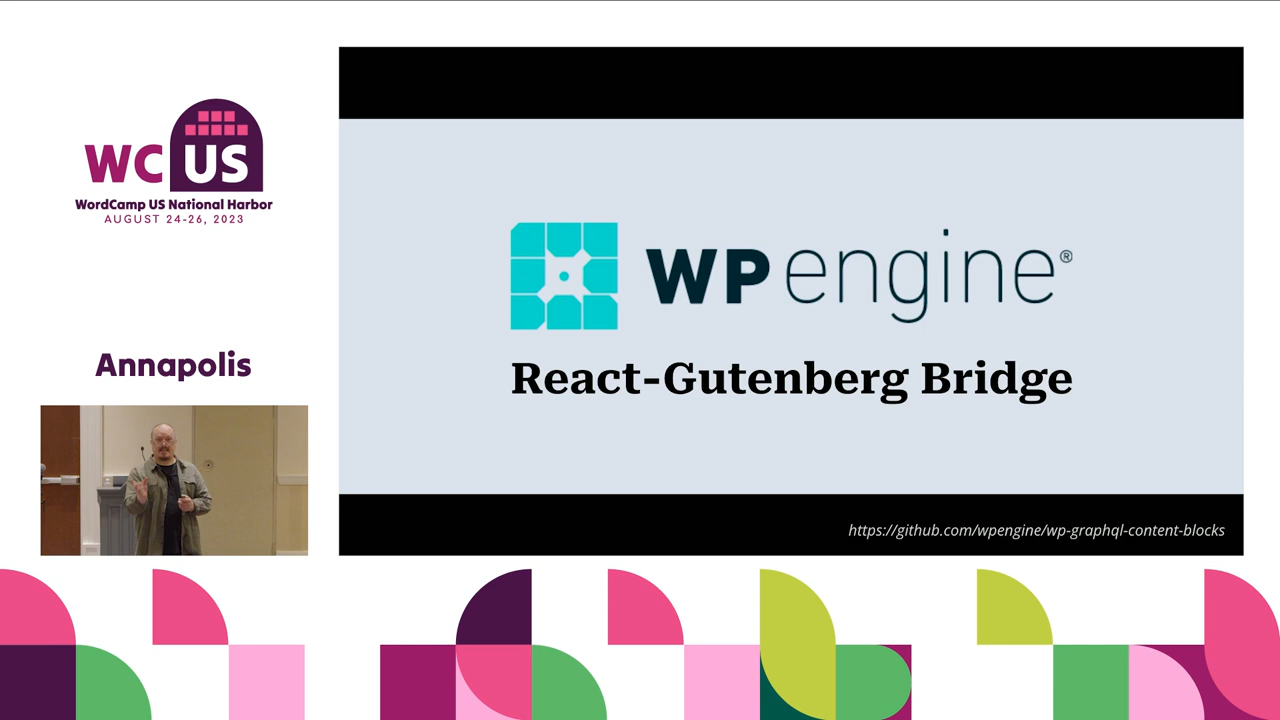 WC US
WordCamp US National Harbor
AUGUST 24-26, 2023
Annapolis
WP engine®
React-Gutenberg Bridge
https://github.com/wpengine/wp-graphql-content-blocks